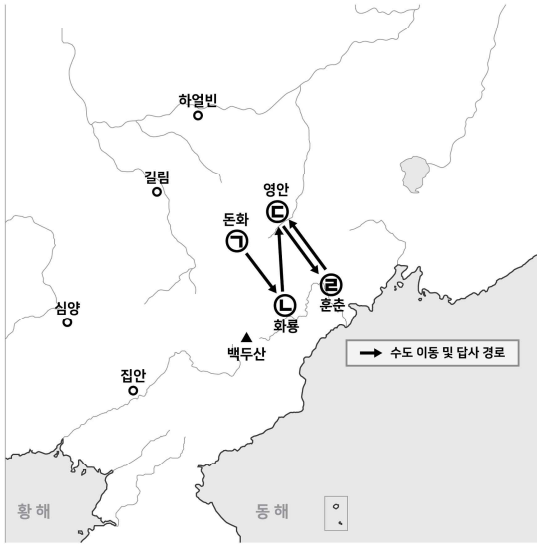 하얼빈
길림
영안
ㄷ
돈화
ㄱ
ㄹ
훈춘
ㄴ
화룡
심양
백두산
집안
수도 이동 및 답사 경로
황해
동해